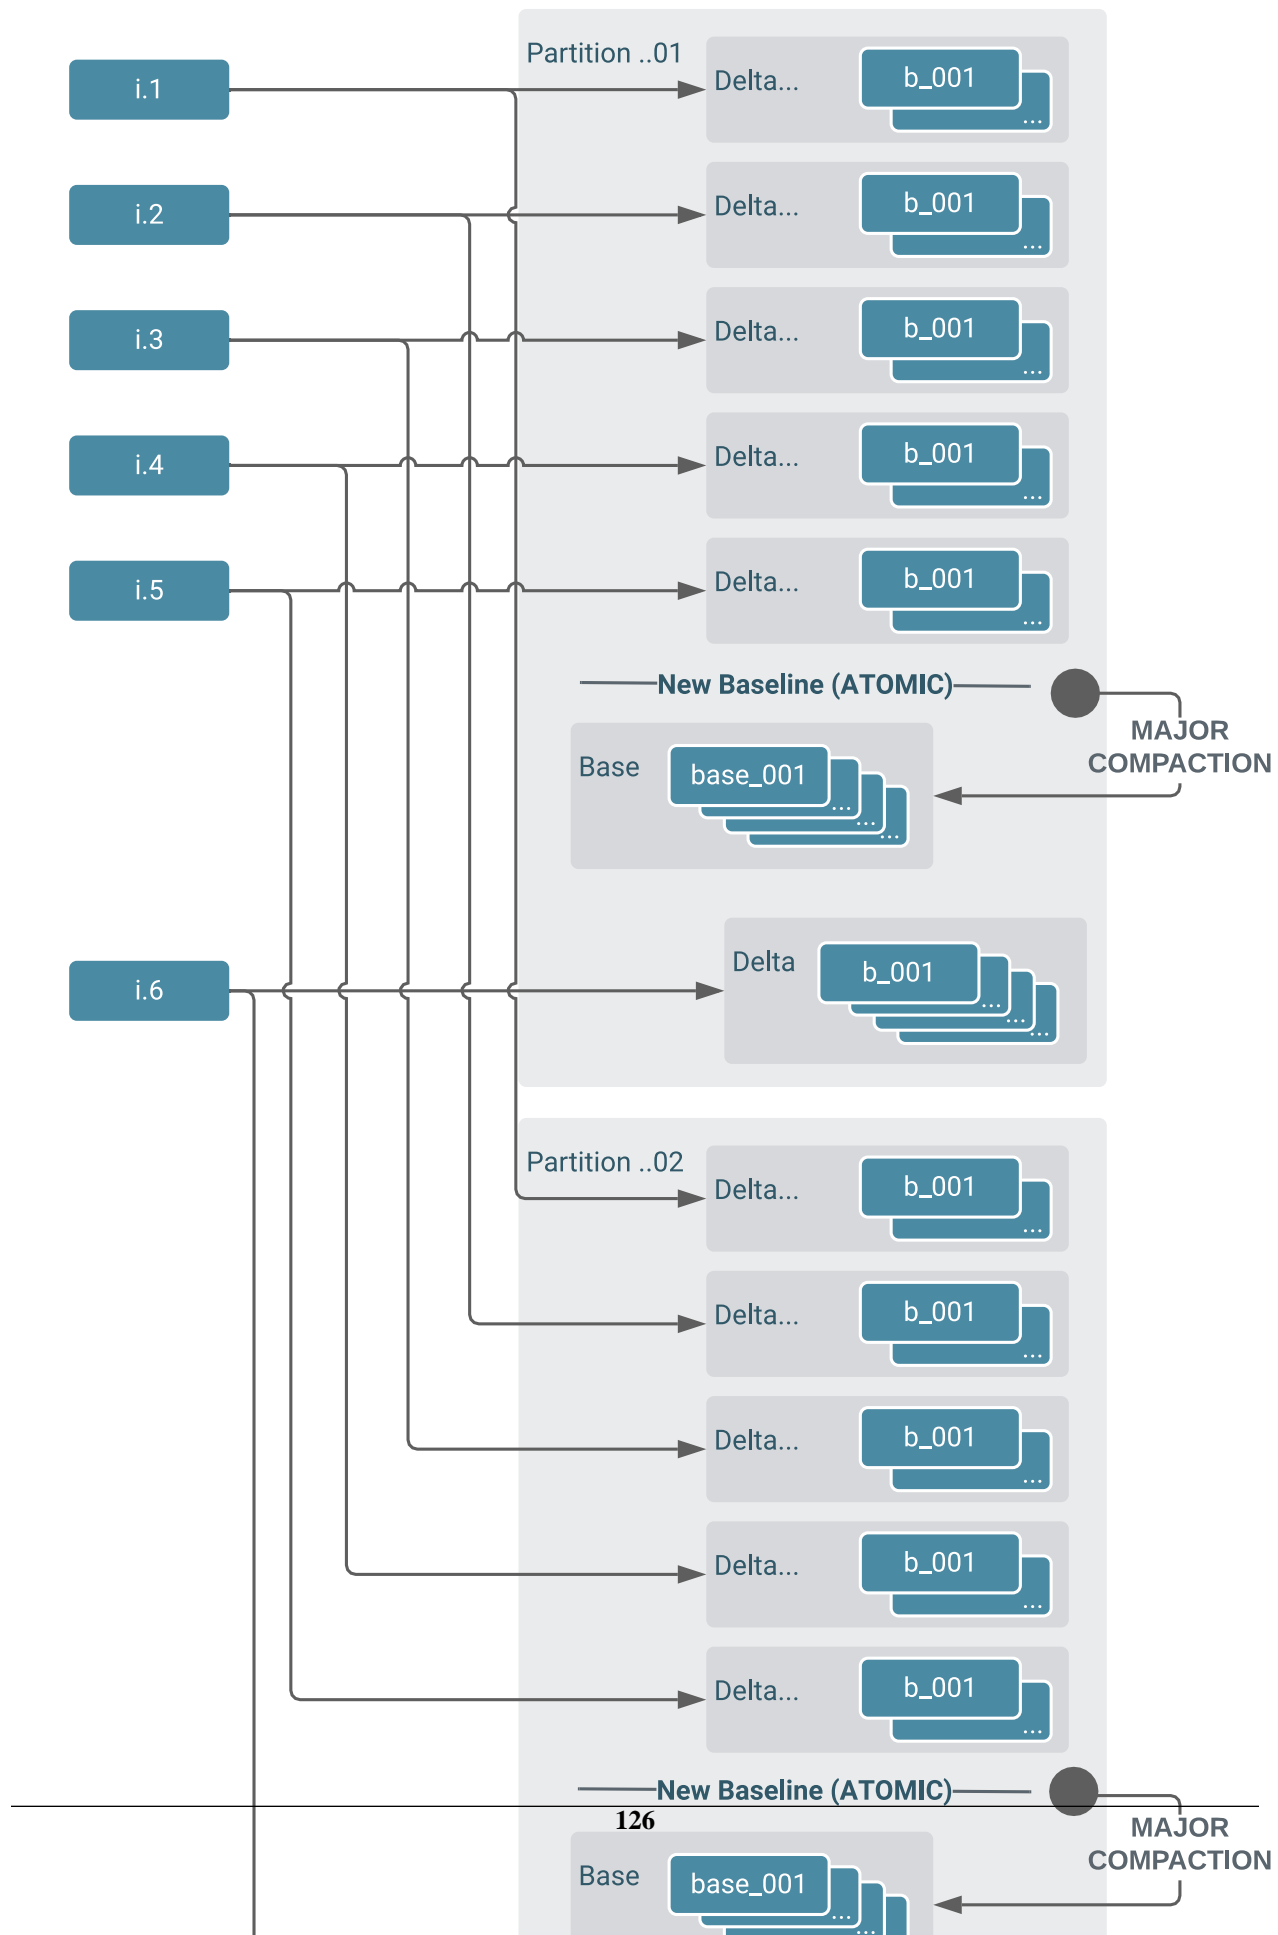 Partition ..01
i.1
Delta...
b_001
...
i.2
Delta...
b_001
...
i.3
Delta...
b_001
...
i.4
Delta...
b_001
...
i.5
Delta...
b_001
...
New Baseline (ATOMIC)
MAJOR
COMPACTION
Base
base_001
...
...
...
i.6
Delta
b_001
...
...
...
Partition ..02
Delta...
b_001
...
Delta...
b_001
...
Delta...
b_001
...
Delta...
b_001
...
Delta...
b_001
...
New Baseline (ATOMIC)
126
MAJOR
COMPACTION
Base
base_001
...
...